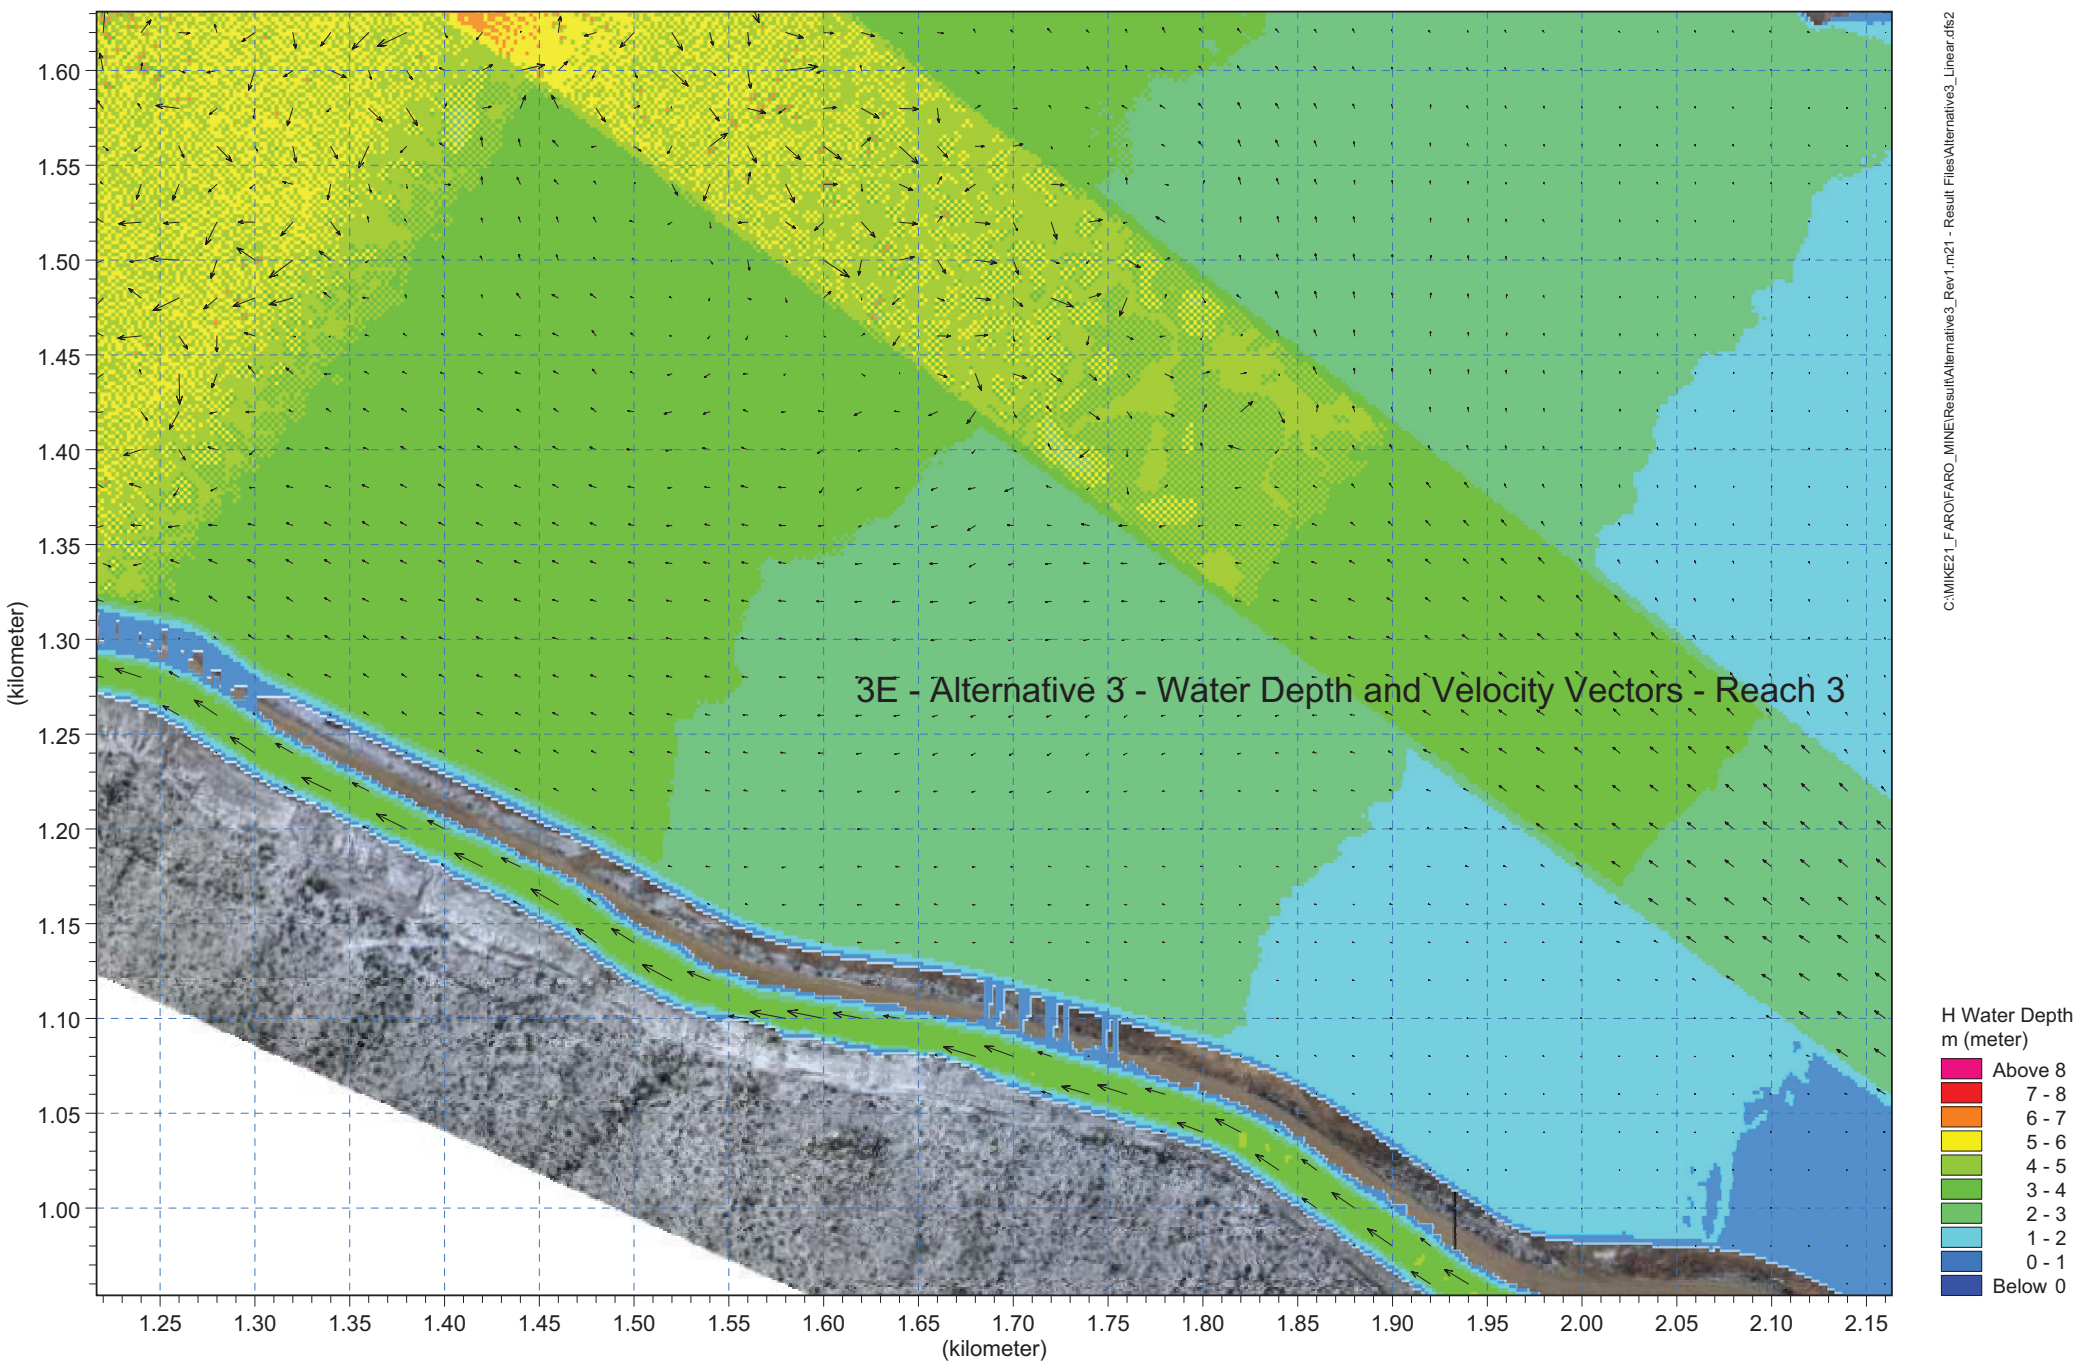 1.60
1.55
1.50
1.45
1.40
1.35
1.30
1.25
1.20
1.15
1.10
1.05
1.00
(kilometer)
3E - Alternative 3 - Water Depth and Velocity Vectors - Reach 3
1.25 1.30 1.35 1.40 1.45 1.50 1.55 1.60 1.65 1.70 1.75 1.80 1.85 1.90 1.95 2.00 2.05 2.10 2.15
(kilometer)
C:\MIKE21_FARO\FARO_MINE\Result\Alternative3_Rev1.m21 - Result Files\Alternative3_Linear.dfs2
H Water Depth
m (meter)
Above 8
7 - 8
6 - 7
5 - 6
4 - 5
3 - 4
2 - 3
1 - 2
0 - 1
Below 0